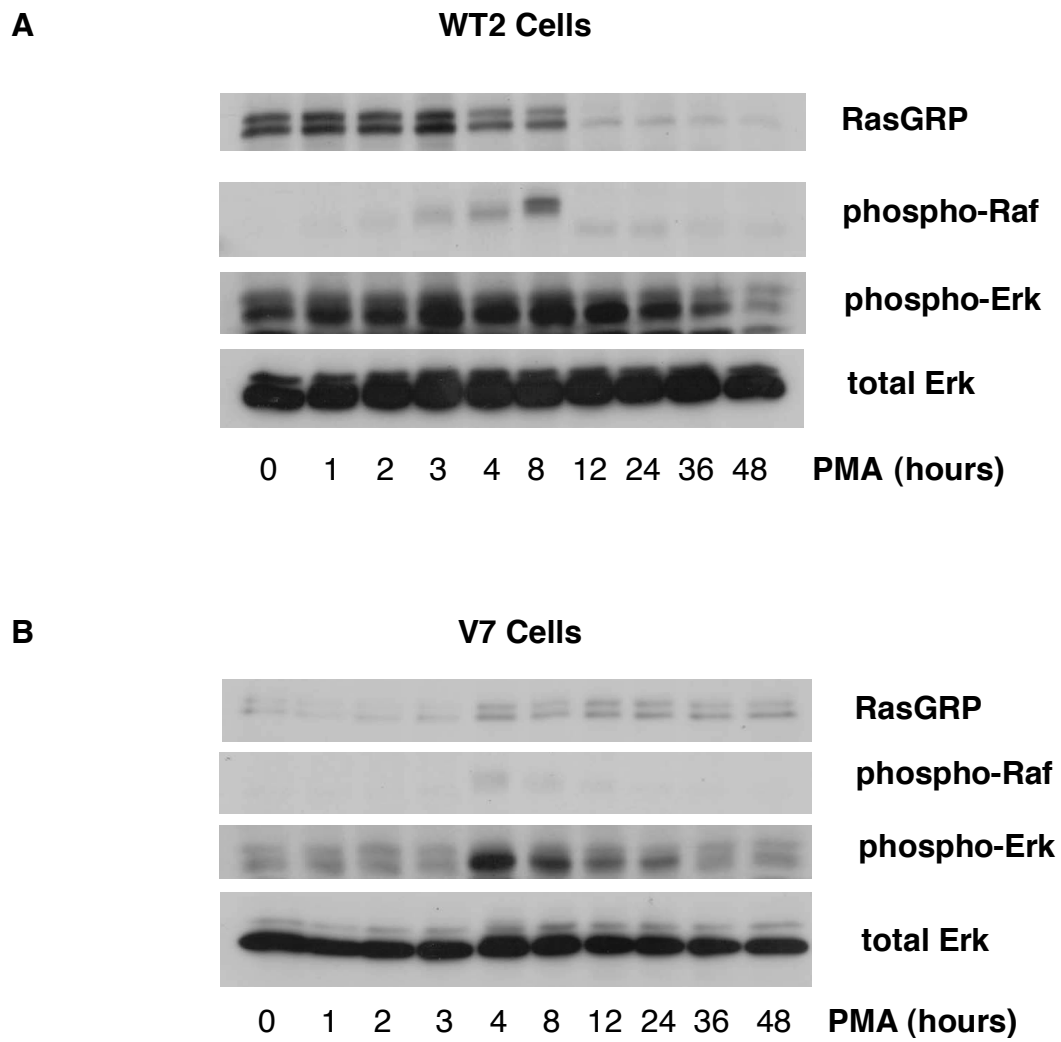 A
WT2 Cells
RasGRP
phospho-Raf
phospho-Erk
total Erk
0 1 2 3 4 8 12 24 36 48 PMA (hours)
B
V7 Cells
RasGRP
phospho-Raf
phospho-Erk
total Erk
0 1 2 3 4 8 12 24 36 48 PMA (hours)